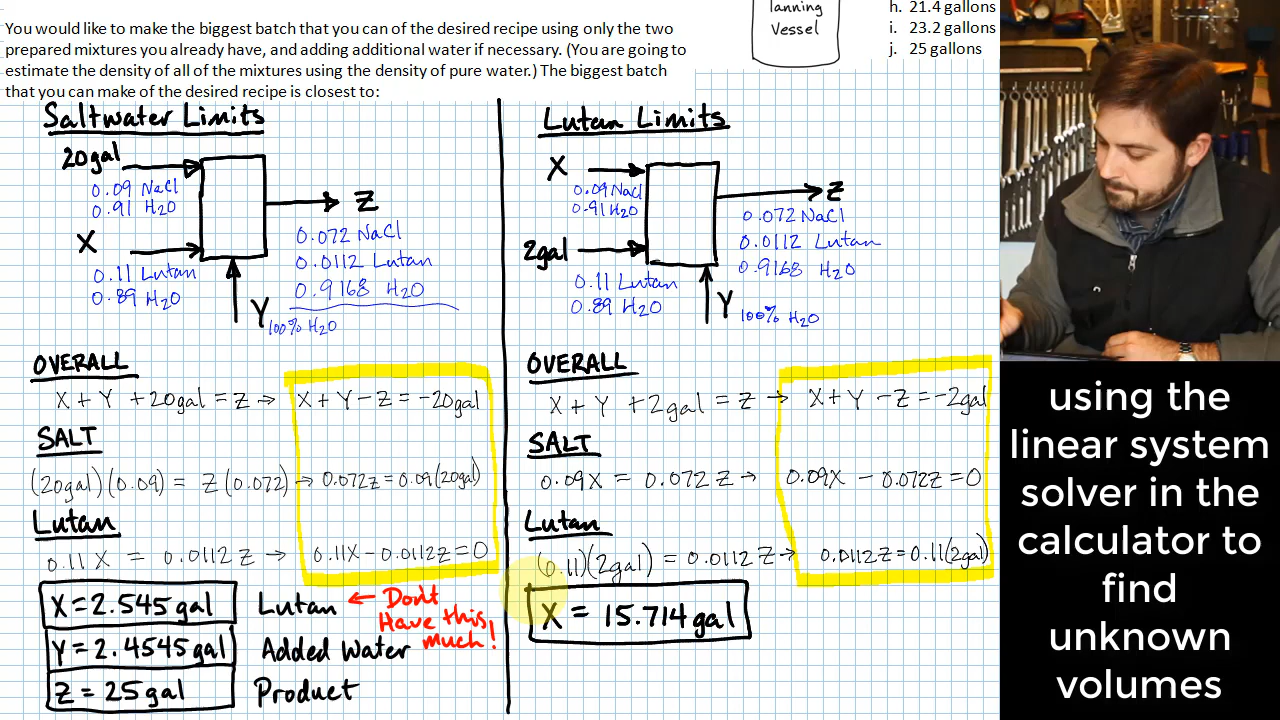 You would like to make the biggest batch that you can of the desired recipe using only the two
prepared mixtures you already have, and adding additional water if necessary. (You are going to
estimate the density of all of the mixtures using the density of pure water.) The biggest batch
that you can make of the desired recipe is closest to:
Tanning
Vessel
h. 21.4 gallons
i. 23.2 gallons
j. 25 gallons
Saltwater Limits
20gal
0.09 NaCl
0.91 H2O
X
0.11 Lutan
0.89 H2O
Z
0.072 NaCl
0.0112 Lutan
0.9168 H2O
Y 100% H2O
OVERALL
X + Y + 20gal = Z → X + Y - Z = -20gal
SALT
(20gal)(0.09) = Z(0.072) → 0.072Z = 0.09(20gal)
Lutan
0.11X = 0.0112Z → 0.11X - 0.0112Z = 0
X = 2.545 gal Lutan ← Don't
Have this
much!
Y = 2.4545 gal Added Water
Z = 25 gal Product
Lutan Limits
X
0.09 NaCl
0.91 H2O
2gal
0.11 Lutan
0.89 H2O
Z
0.072 NaCl
0.0112 Lutan
0.9168 H2O
Y 100% H2O
OVERALL
X + Y + 2gal = Z → X + Y - Z = -2gal
SALT
0.09X = 0.072Z → 0.09X - 0.072Z = 0
Lutan
(0.11)(2gal) = 0.0112Z → 0.0112Z = 0.11(2gal)
X = 15.714 gal
using the
linear system
solver in the
calculator to
find
unknown
volumes